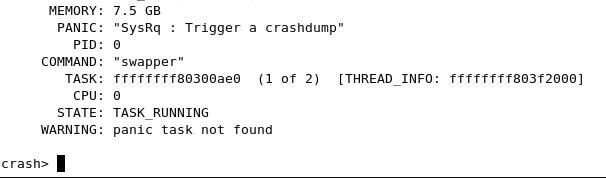 MEMORY: 7.5 GB
PANIC: "SysRq : Trigger a crashdump"
PID: 0
COMMAND: "swapper"
TASK: ffffffff80300ae0 (1 of 2) [THREAD_INFO: ffffffff803f2000]
CPU: 0
STATE: TASK_RUNNING
WARNING: panic task not found
crash>